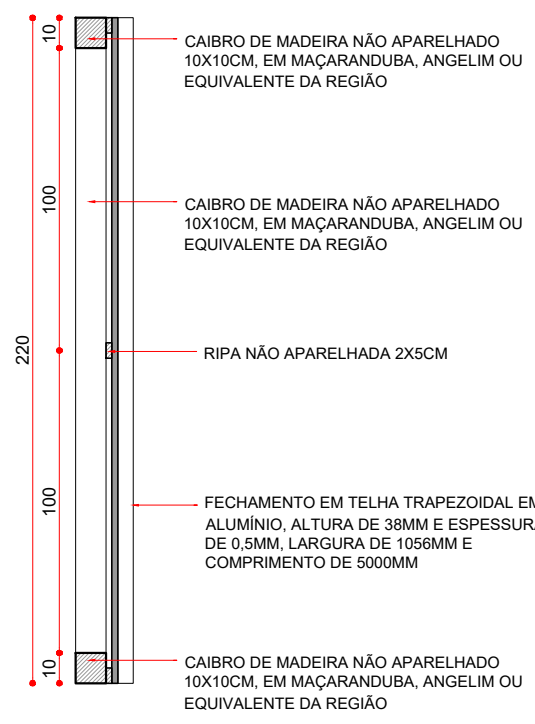 10
CAIBRO DE MADEIRA NÃO APARELHADO
10X10CM, EM MAÇARANDUBA, ANGELIM OU
EQUIVALENTE DA REGIÃO
100
CAIBRO DE MADEIRA NÃO APARELHADO
10X10CM, EM MAÇARANDUBA, ANGELIM OU
EQUIVALENTE DA REGIÃO
220
RIPA NÃO APARELHADA 2X5CM
100
FECHAMENTO EM TELHA TRAPEZOIDAL EM
ALUMÍNIO, ALTURA DE 38MM E ESPESSURA
DE 0,5MM, LARGURA DE 1056MM E
COMPRIMENTO DE 5000MM
10
CAIBRO DE MADEIRA NÃO APARELHADO
10X10CM, EM MAÇARANDUBA, ANGELIM OU
EQUIVALENTE DA REGIÃO